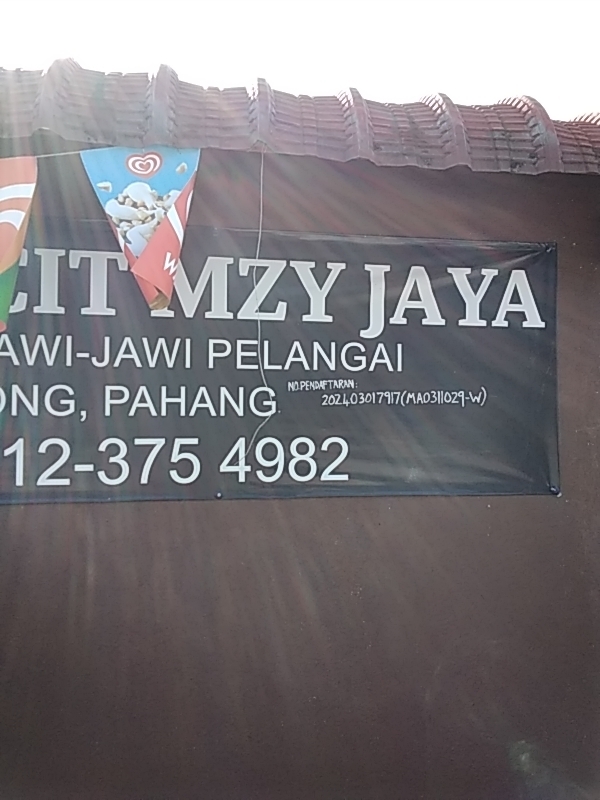 CIT MZY JAYA
AWI-JAWI PELANGAI
ONG, PAHANG
NO.PENDAFTARAN:
202403017917(MA0311029-W)
12-375 4982
W